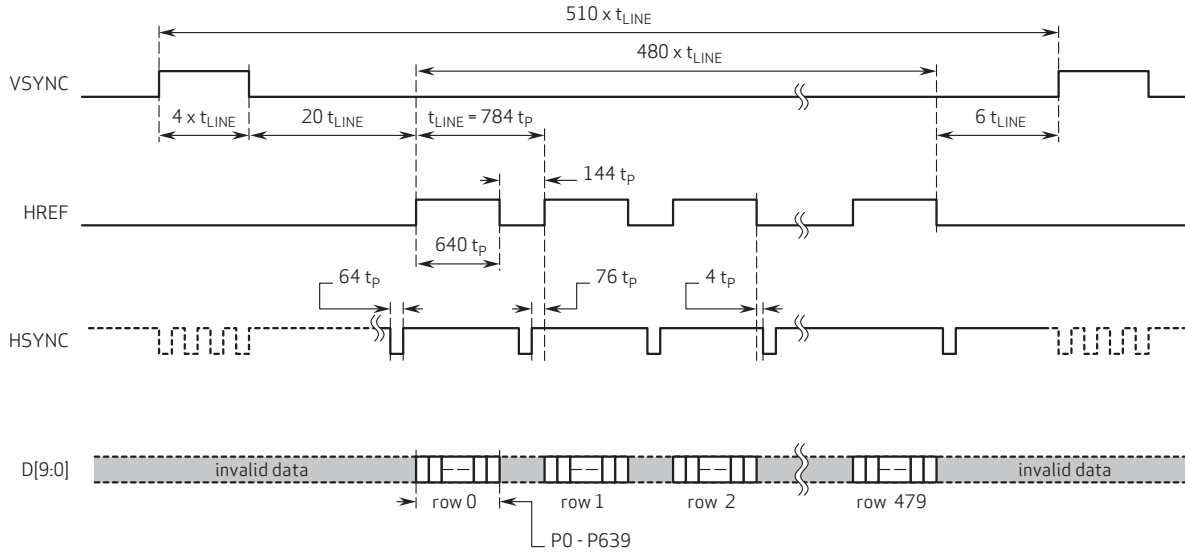 510 x tLINE
480 x tLINE
VSYNC
4 x tLINE
20 tLINE
tLINE = 784 tP
6 tLINE
144 tP
HREF
640 tP
64 tP
76 tP
4 tP
HSYNC
D[9:0]
invalid data
invalid data
row 0
row 1
row 2
row 479
P0 - P639